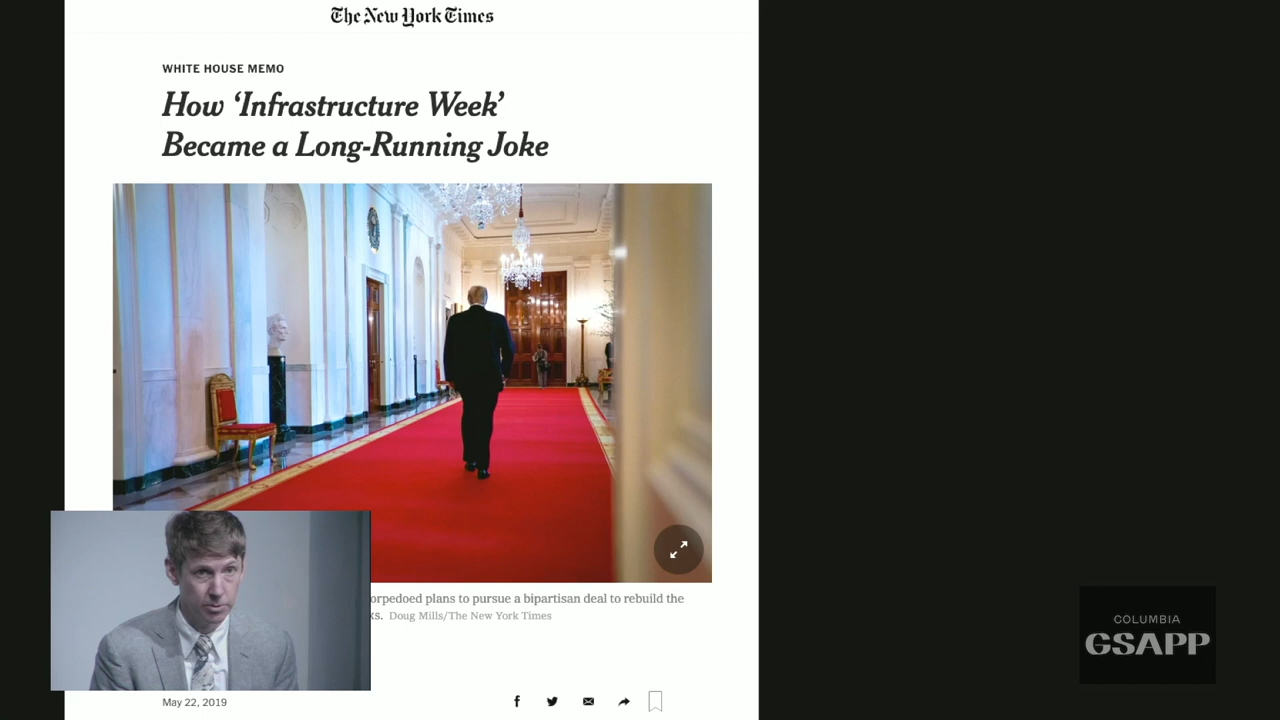 The New York Times
WHITE HOUSE MEMO
How ‘Infrastructure Week’
Became a Long-Running Joke
orpedoed plans to pursue a bipartisan deal to rebuild the
ks. Doug Mills/The New York Times
May 22, 2019
COLUMBIA
GSAPP